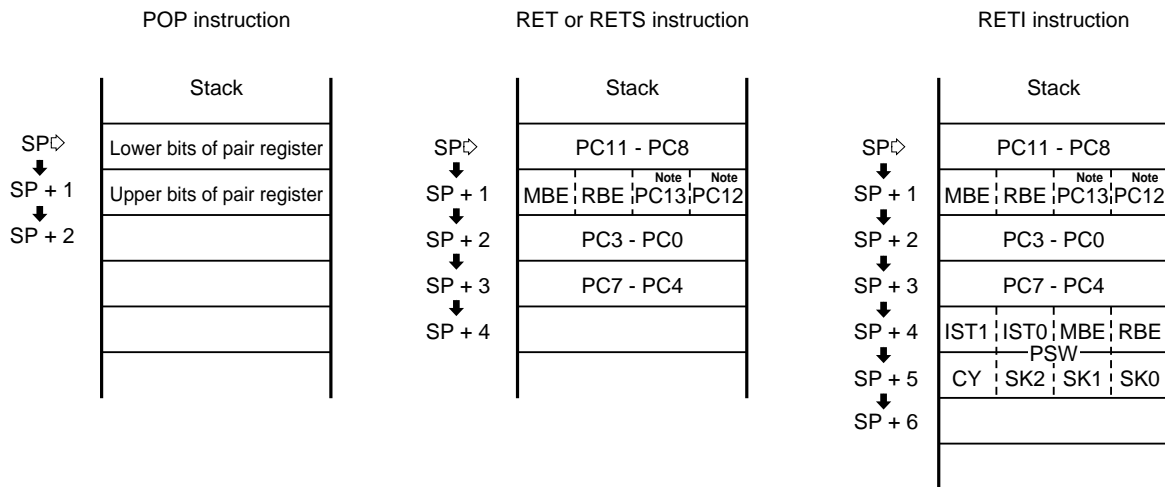 POP instruction
Stack
SP
Lower bits of pair register
SP + 1
Upper bits of pair register
SP + 2
RET or RETS instruction
Stack
SP
PC11 - PC8
SP + 1
MBE RBE PC13 Note PC12 Note
SP + 2
PC3 - PC0
SP + 3
PC7 - PC4
SP + 4
RETI instruction
Stack
SP
PC11 - PC8
SP + 1
MBE RBE PC13 Note PC12 Note
SP + 2
PC3 - PC0
SP + 3
PC7 - PC4
SP + 4
IST1 IST0 MBE RBE
PSW
SP + 5
CY SK2 SK1 SK0
SP + 6